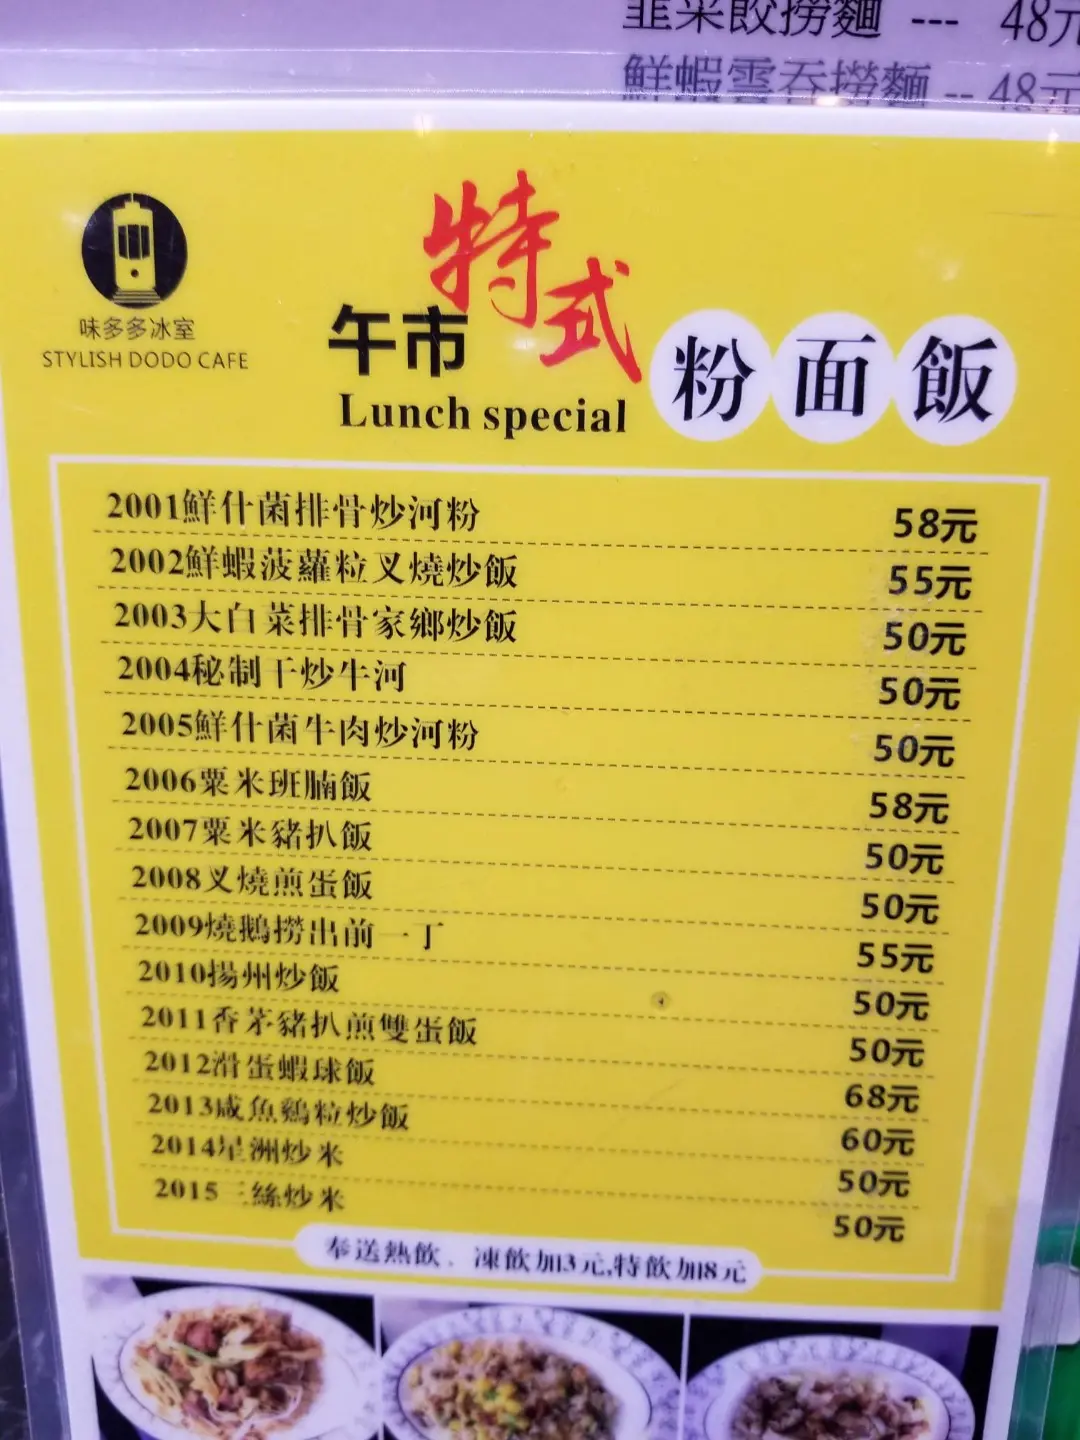 韭菜餃撈麵 --- 48元
鮮蝦雲吞撈麵 -- 48元
味多多冰室
STYLISH DODO CAFE
特式
午市
Lunch special
粉面飯
2001鮮什菌排骨炒河粉 58元
2002鮮蝦菠蘿粒叉燒炒飯 55元
2003大白菜排骨家鄉炒飯 50元
2004秘制干炒牛河 50元
2005鮮什菌牛肉炒河粉 50元
2006粟米班腩飯 58元
2007粟米豬扒飯 50元
2008叉燒煎蛋飯 50元
2009燒鵝撈出前一丁 55元
2010揚州炒飯 50元
2011香茅豬扒煎雙蛋飯 50元
2012滑蛋蝦球飯 68元
2013咸魚鷄粒炒飯 60元
2014星洲炒米 50元
2015三絲炒米 50元
奉送熱飲．凍飲加3元,特飲加8元